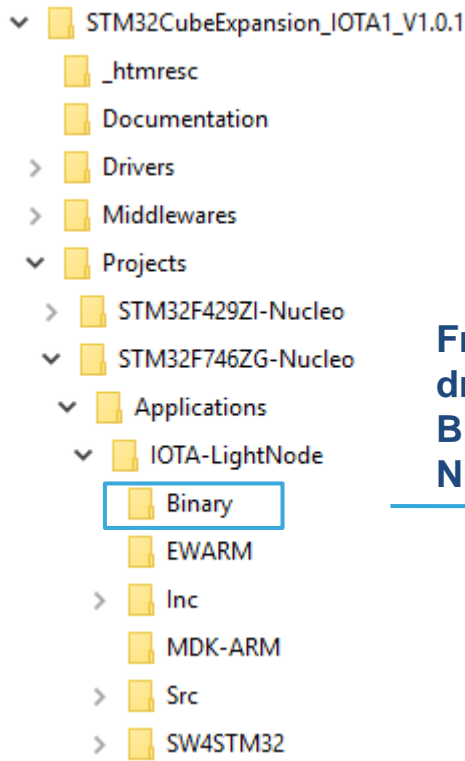 STM32CubeExpansion_IOTA1_V1.0.1
_htmresc
Documentation
Drivers
Middlewares
Projects
STM32F429ZI-Nucleo
STM32F746ZG-Nucleo
Applications
IOTA-LightNode
Binary
EWARM
Inc
MDK-ARM
Src
SW4STM32